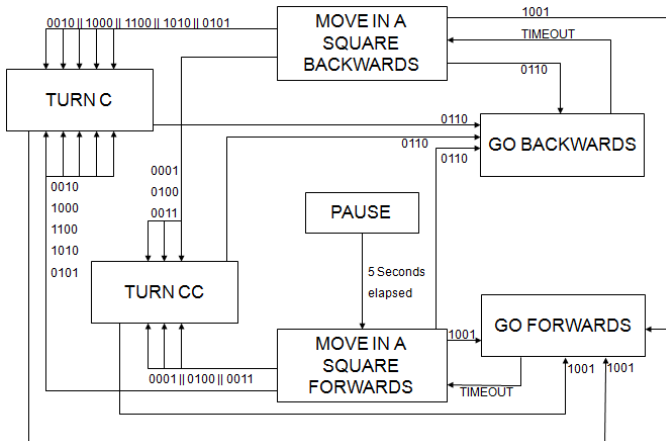 0010 || 1000 || 1100 || 1010 || 0101
MOVE IN A
SQUARE
BACKWARDS
1001
TIMEOUT
0110
TURN C
0110
GO BACKWARDS
0110
0110
0001
0100
0011
0010
1000
1100
1010
0101
PAUSE
5 Seconds
elapsed
TURN CC
GO FORWARDS
MOVE IN A
SQUARE
FORWARDS
1001
0001 || 0100 || 0011
TIMEOUT
1001
1001